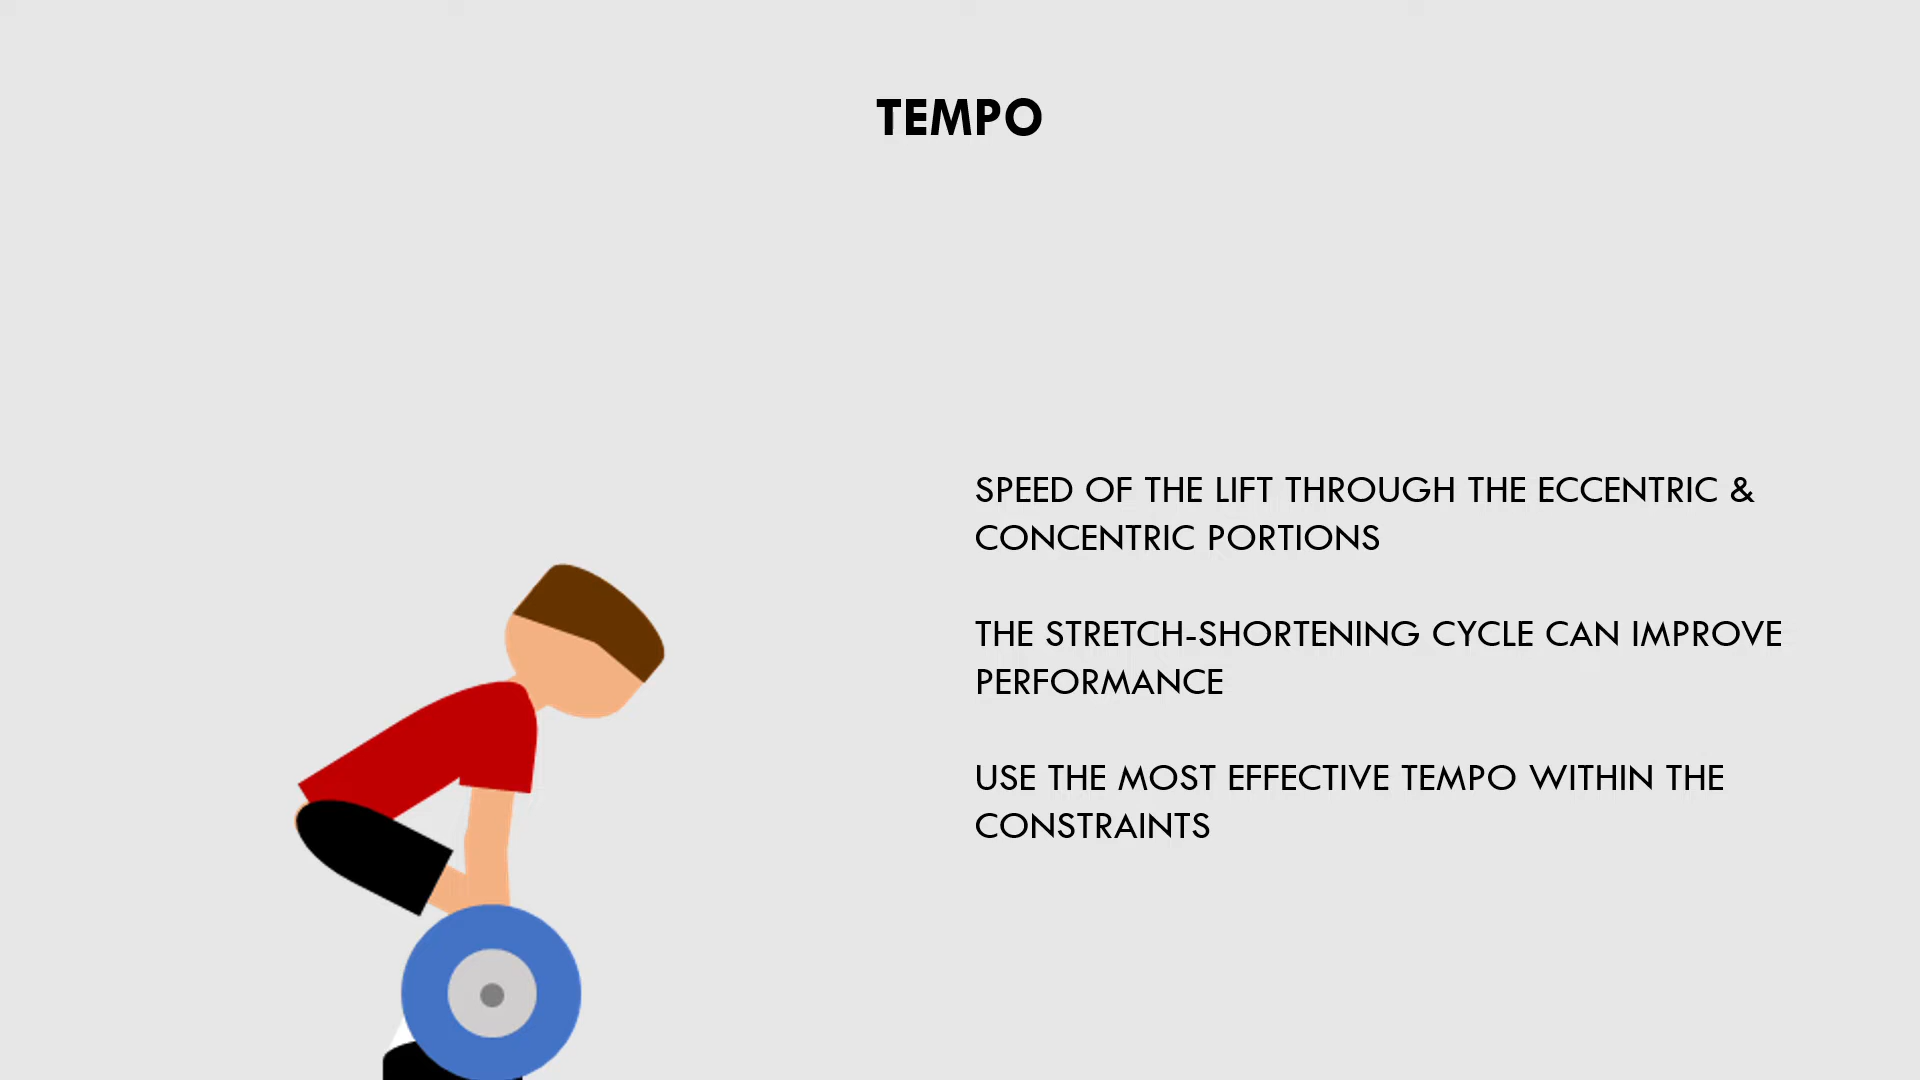 TEMPO
SPEED OF THE LIFT THROUGH THE ECCENTRIC &
CONCENTRIC PORTIONS
THE STRETCH-SHORTENING CYCLE CAN IMPROVE
PERFORMANCE
USE THE MOST EFFECTIVE TEMPO WITHIN THE
CONSTRAINTS